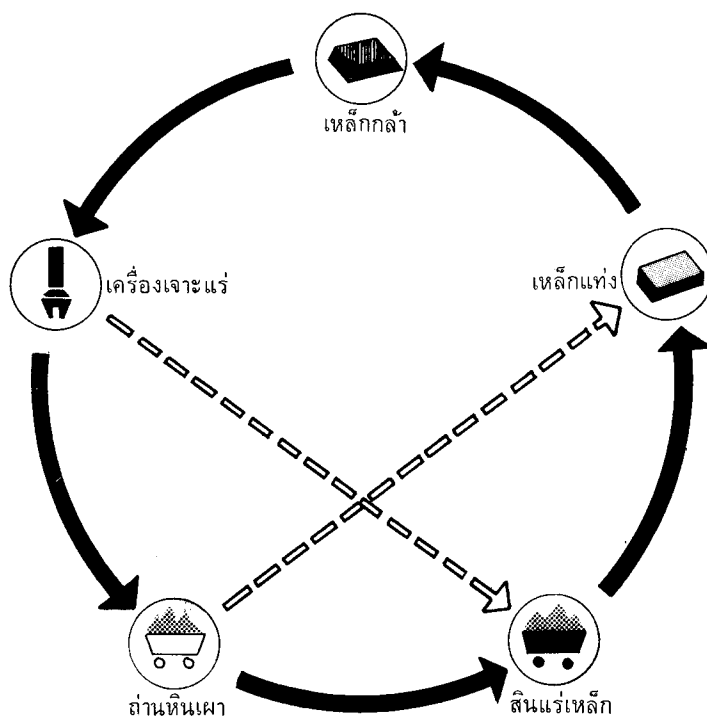 เหล็กกล้า
เครื่องเจาะแร่
เหล็กแท่ง
ถ่านหินเผา
สินแร่เหล็ก